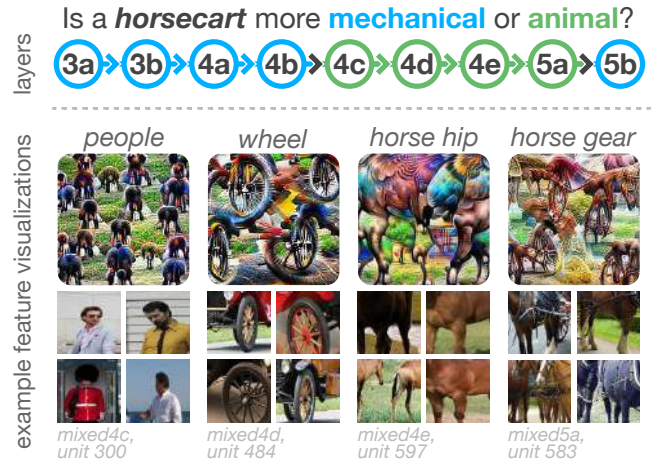 Is a horsecart more mechanical or animal?
layers
3a 3b 4a 4b 4c 4d 4e 5a 5b
example feature visualizations
people wheel horse hip horse gear
mixed4c, mixed4d, mixed4e, mixed5a,
unit 300 unit 484 unit 597 unit 583